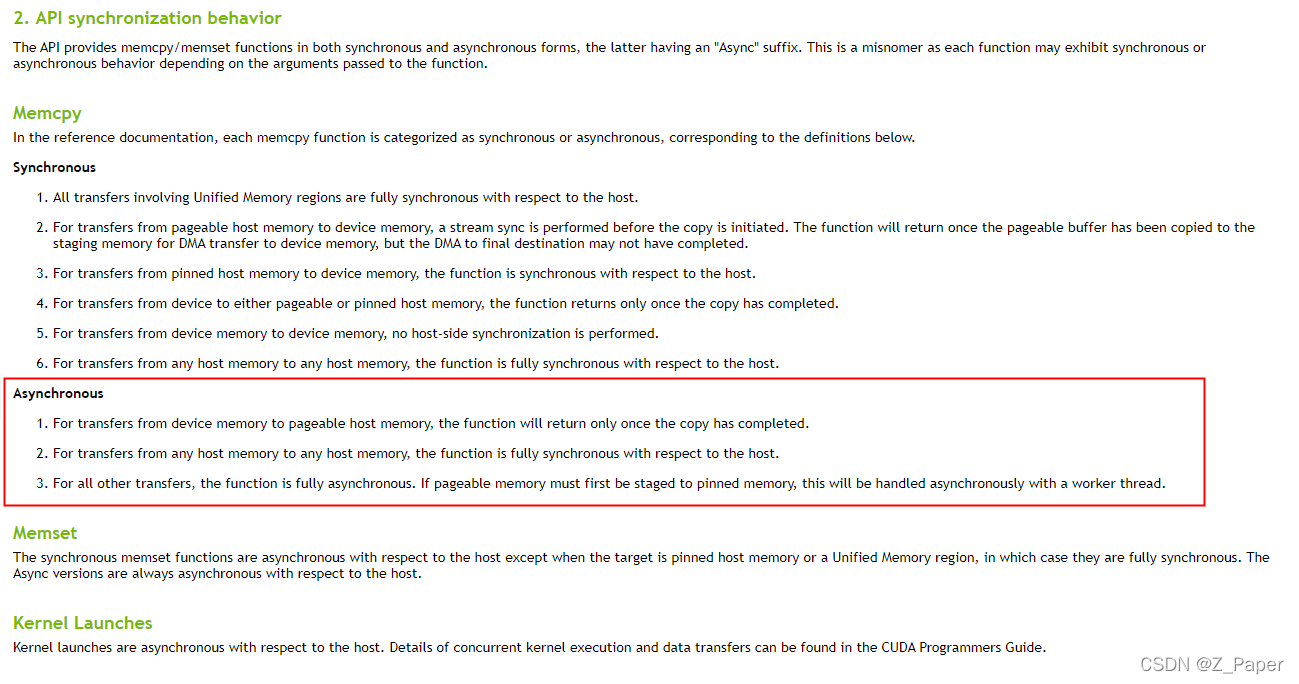 2. API synchronization behavior
The API provides memcpy/memset functions in both synchronous and asynchronous forms, the latter having an "Async" suffix. This is a misnomer as each function may exhibit synchronous or
asynchronous behavior depending on the arguments passed to the function.
Memcpy
In the reference documentation, each memcpy function is categorized as synchronous or asynchronous, corresponding to the definitions below.
Synchronous
1. All transfers involving Unified Memory regions are fully synchronous with respect to the host.
2. For transfers from pageable host memory to device memory, a stream sync is performed before the copy is initiated. The function will return once the pageable buffer has been copied to the
staging memory for DMA transfer to device memory, but the DMA to final destination may not have completed.
3. For transfers from pinned host memory to device memory, the function is synchronous with respect to the host.
4. For transfers from device to either pageable or pinned host memory, the function returns only once the copy has completed.
5. For transfers from device memory to device memory, no host-side synchronization is performed.
6. For transfers from any host memory to any host memory, the function is fully synchronous with respect to the host.
Asynchronous
1. For transfers from device memory to pageable host memory, the function will return only once the copy has completed.
2. For transfers from any host memory to any host memory, the function is fully synchronous with respect to the host.
3. For all other transfers, the function is fully asynchronous. If pageable memory must first be staged to pinned memory, this will be handled asynchronously with a worker thread.
Memset
The synchronous memset functions are asynchronous with respect to the host except when the target is pinned host memory or a Unified Memory region, in which case they are fully synchronous. The
Async versions are always asynchronous with respect to the host.
Kernel Launches
Kernel launches are asynchronous with respect to the host. Details of concurrent kernel execution and data transfers can be found in the CUDA Programmers Guide.
CSDN @Z_Paper